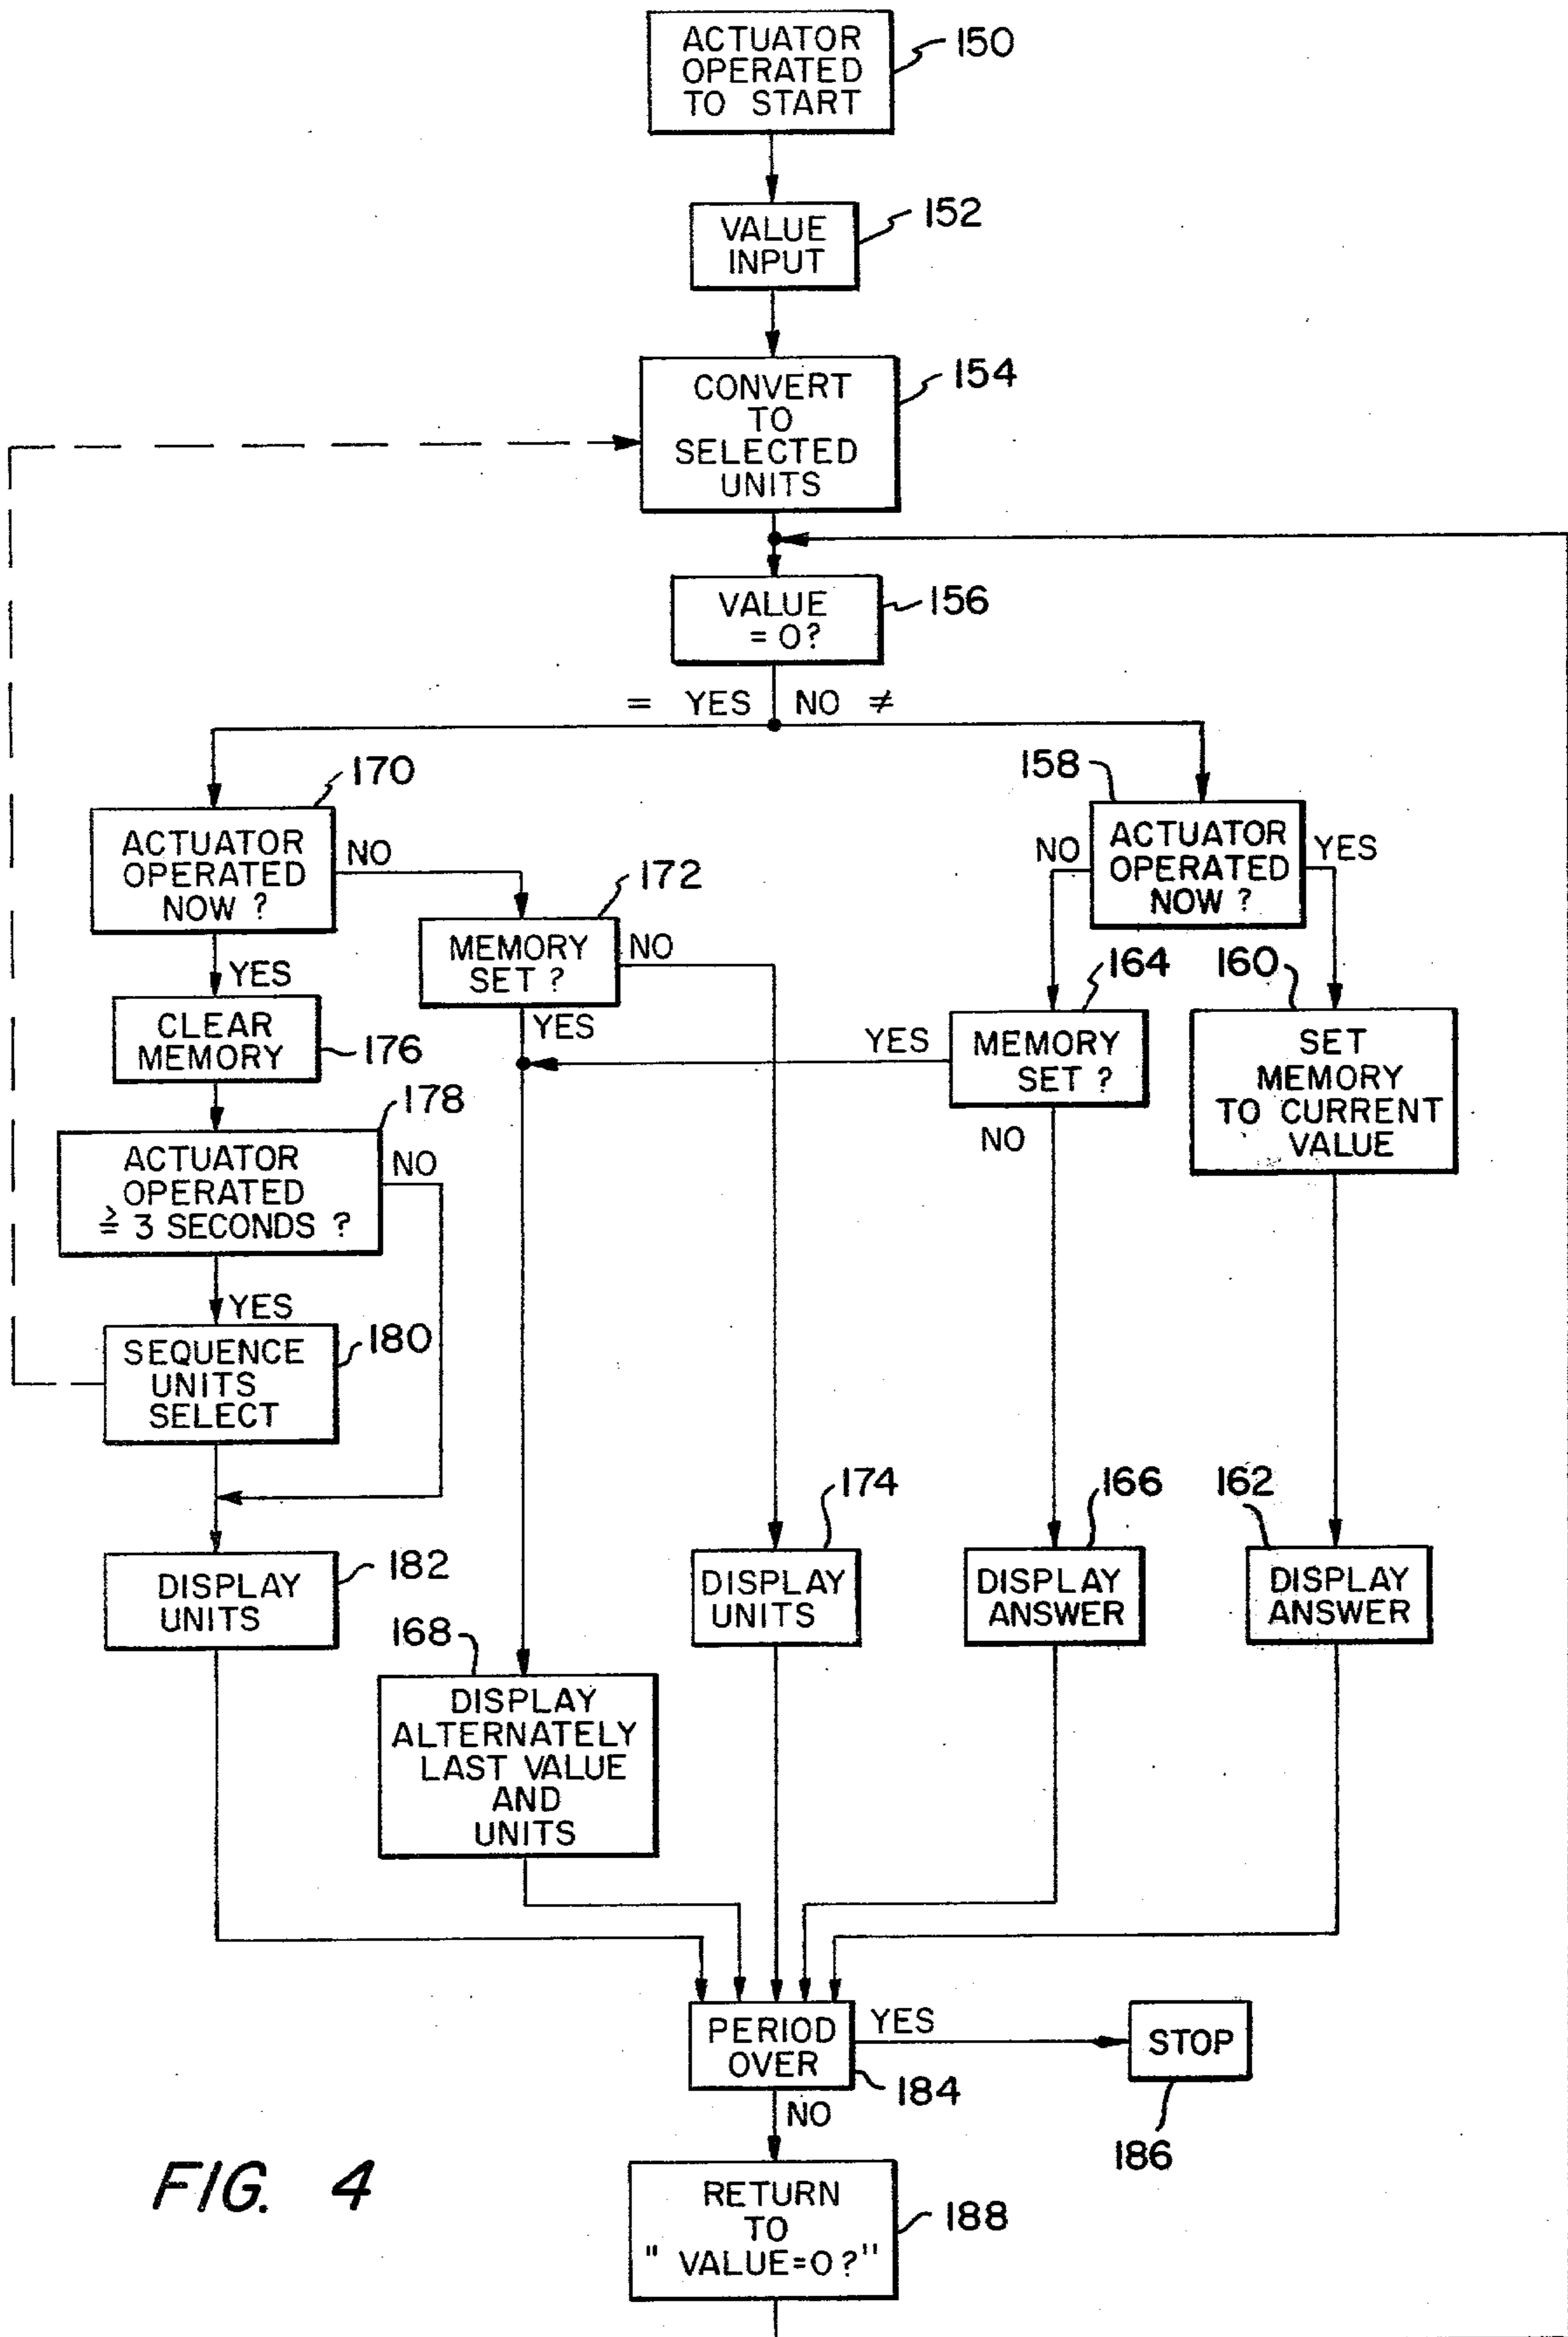 ACTUATOR
OPERATED
TO START
150
VALUE
INPUT
152
CONVERT
TO
SELECTED
UNITS
154
VALUE
= 0?
156
= YES
NO ≠
170
ACTUATOR
OPERATED
NOW ?
NO
YES
158
ACTUATOR
OPERATED
NOW ?
NO
YES
172
MEMORY
SET ?
NO
YES
CLEAR
MEMORY
176
164
MEMORY
SET ?
YES
NO
160
SET
MEMORY
TO CURRENT
VALUE
178
ACTUATOR
OPERATED
≧ 3 SECONDS ?
NO
YES
SEQUENCE
UNITS
SELECT
180
DISPLAY
UNITS
182
168
DISPLAY
ALTERNATELY
LAST VALUE
AND
UNITS
174
DISPLAY
UNITS
166
DISPLAY
ANSWER
162
DISPLAY
ANSWER
PERIOD
OVER
184
YES
STOP
186
NO
RETURN
TO
" VALUE=0?"
188
FIG. 4